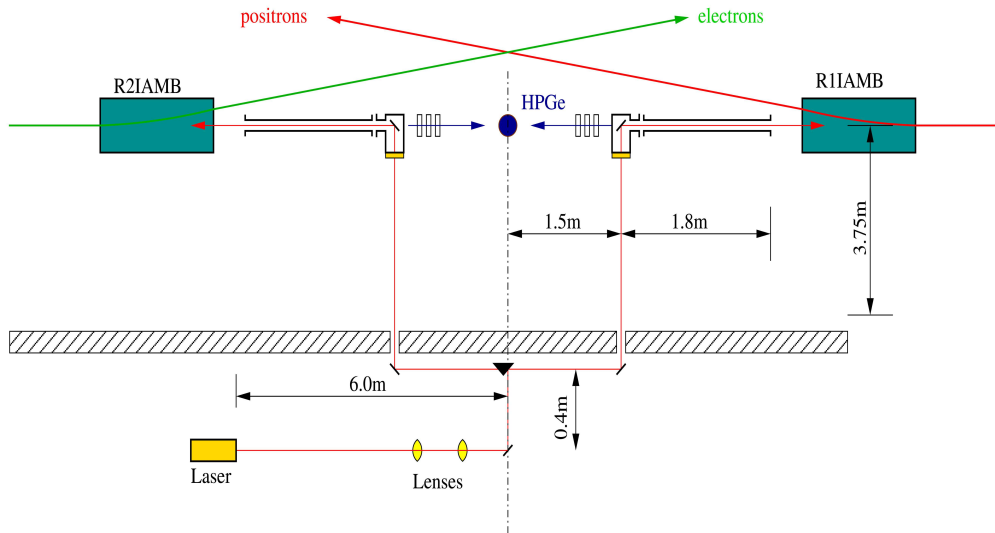 positrons
electrons
R2IAMB
HPGe
R1IAMB
1.5m
1.8m
3.75m
6.0m
0.4m
Laser
Lenses